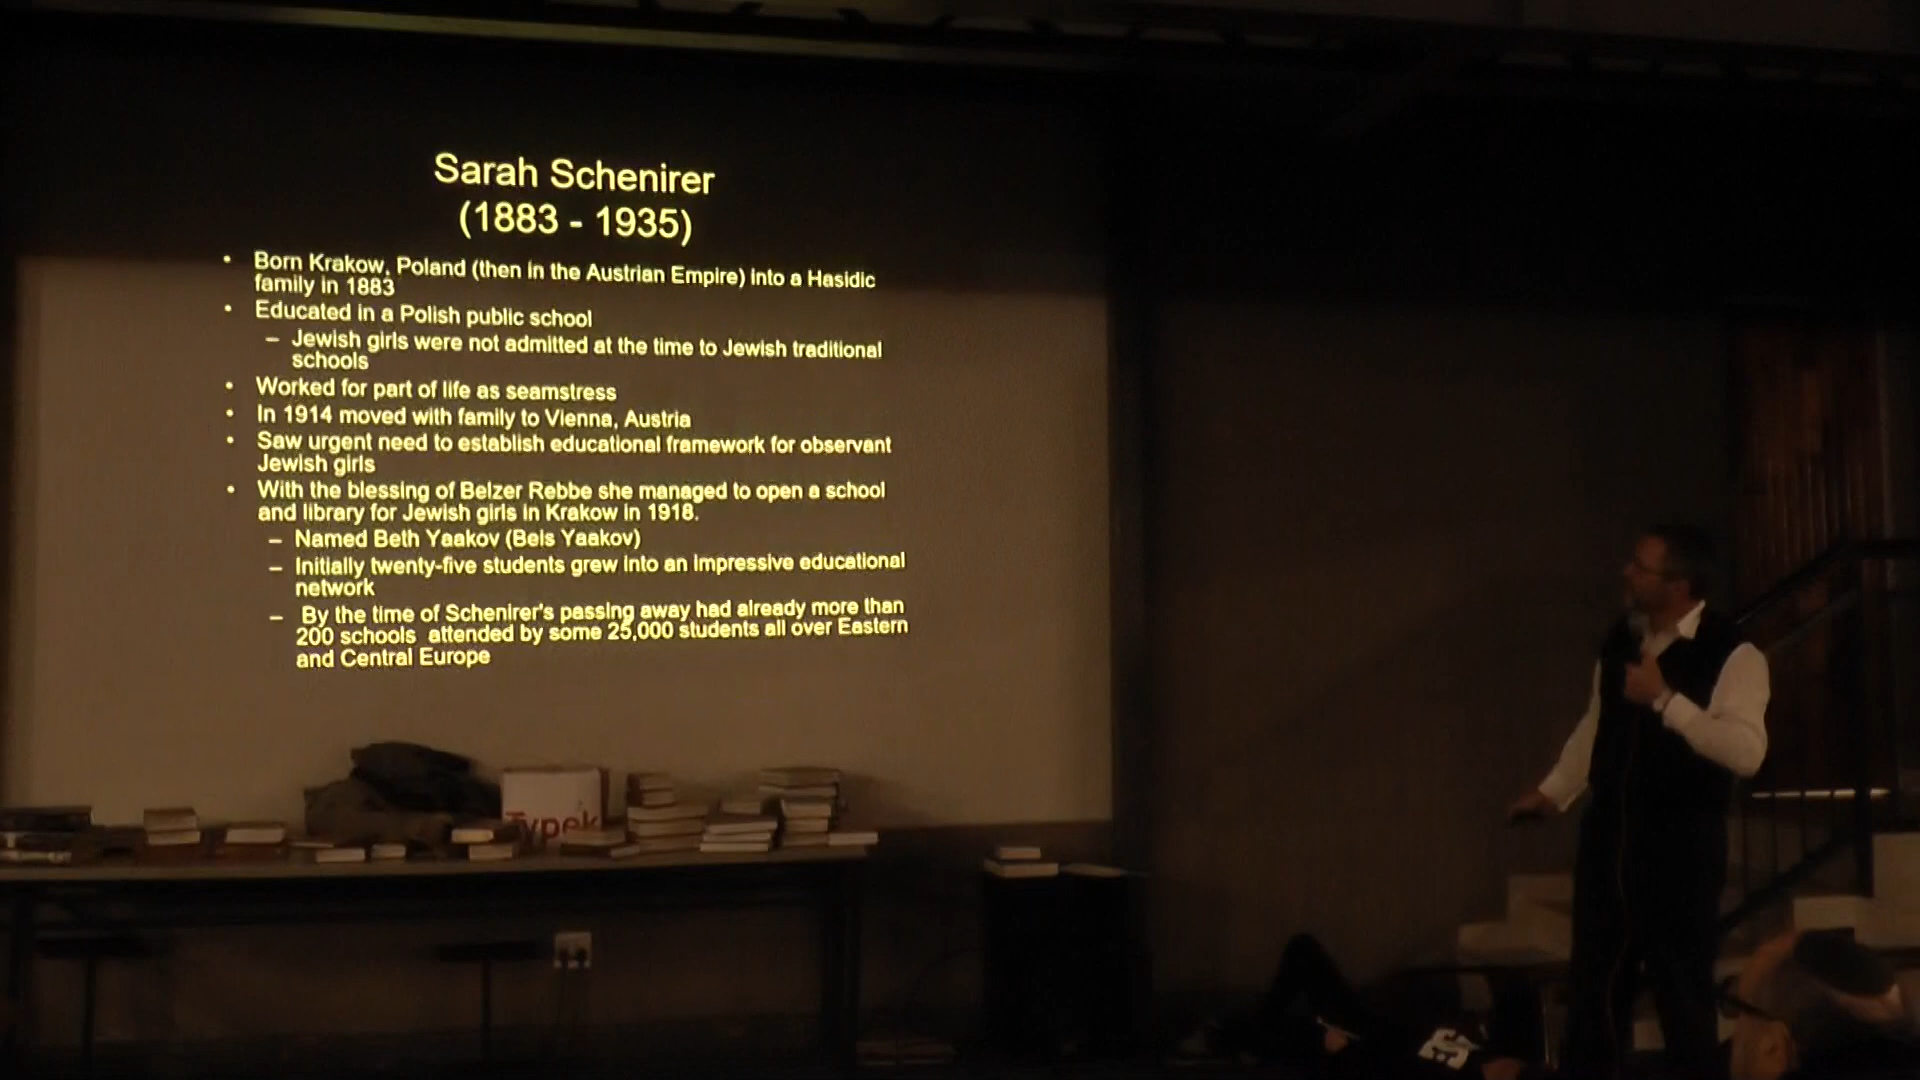 Sarah Schenirer
(1883 - 1935)
• Born Krakow, Poland (then in the Austrian Empire) into a Hasidic
family in 1883
• Educated in a Polish public school
– Jewish girls were not admitted at the time to Jewish traditional
schools
• Worked for part of life as seamstress
• In 1914 moved with family to Vienna, Austria
• Saw urgent need to establish educational framework for observant
Jewish girls
• With the blessing of Belzer Rebbe she managed to open a school
and library for Jewish girls in Krakow in 1918.
– Named Beth Yaakov (Beis Yaakov)
– Initially twenty-five students grew into an impressive educational
network
– By the time of Schenirer's passing away had already more than
200 schools attended by some 25,000 students all over Eastern
and Central Europe
Typek